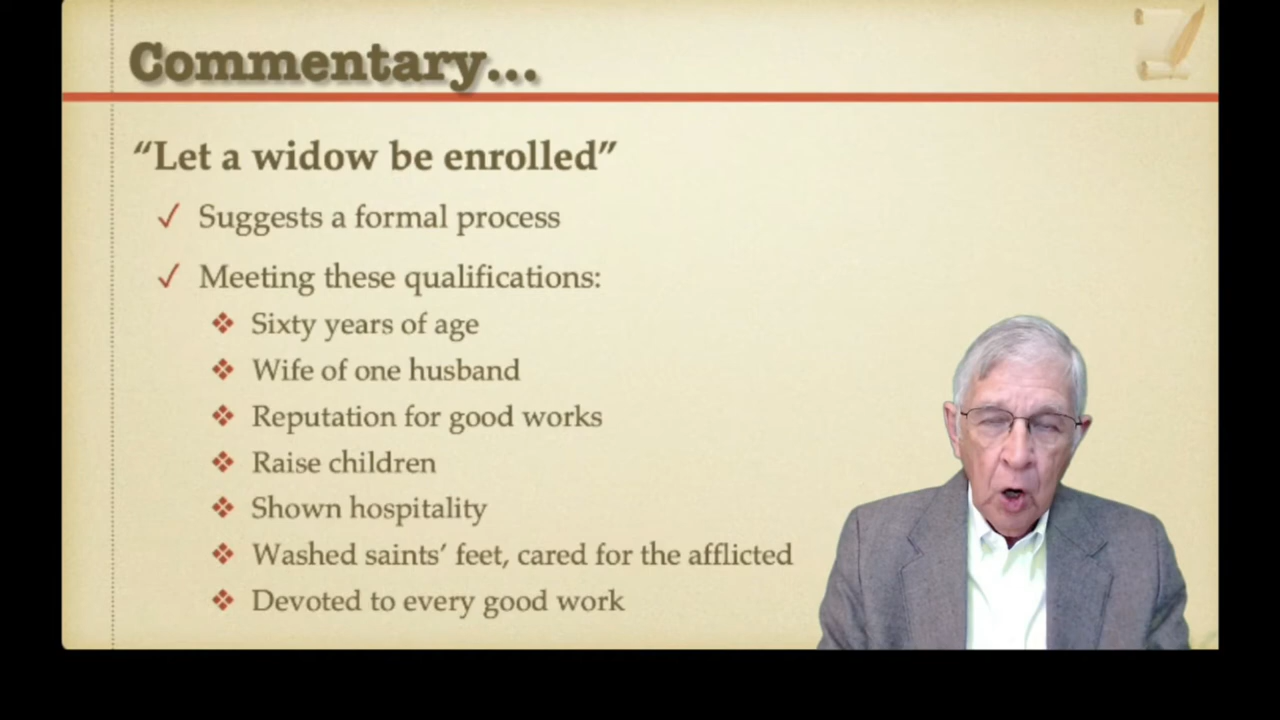 Commentary...
“Let a widow be enrolled”
✓ Suggests a formal process
✓ Meeting these qualifications:
❖ Sixty years of age
❖ Wife of one husband
❖ Reputation for good works
❖ Raise children
❖ Shown hospitality
❖ Washed saints’ feet, cared for the afflicted
❖ Devoted to every good work